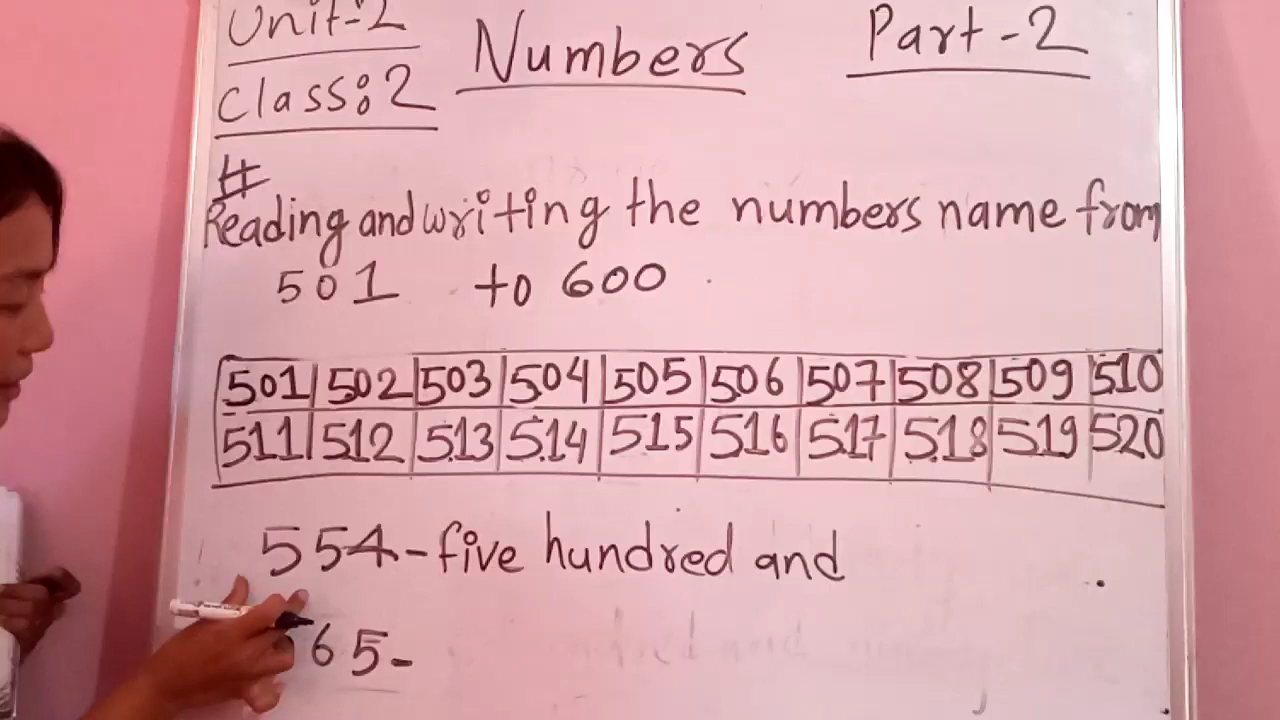 Unit-2
Numbers
Part-2
Class: 2
#
Reading and writing the numbers name from
501 to 600
501 502 503 504 505 506 507 508 509 510
511 512 513 514 515 516 517 518 519 520
554 - five hundred and
65 -